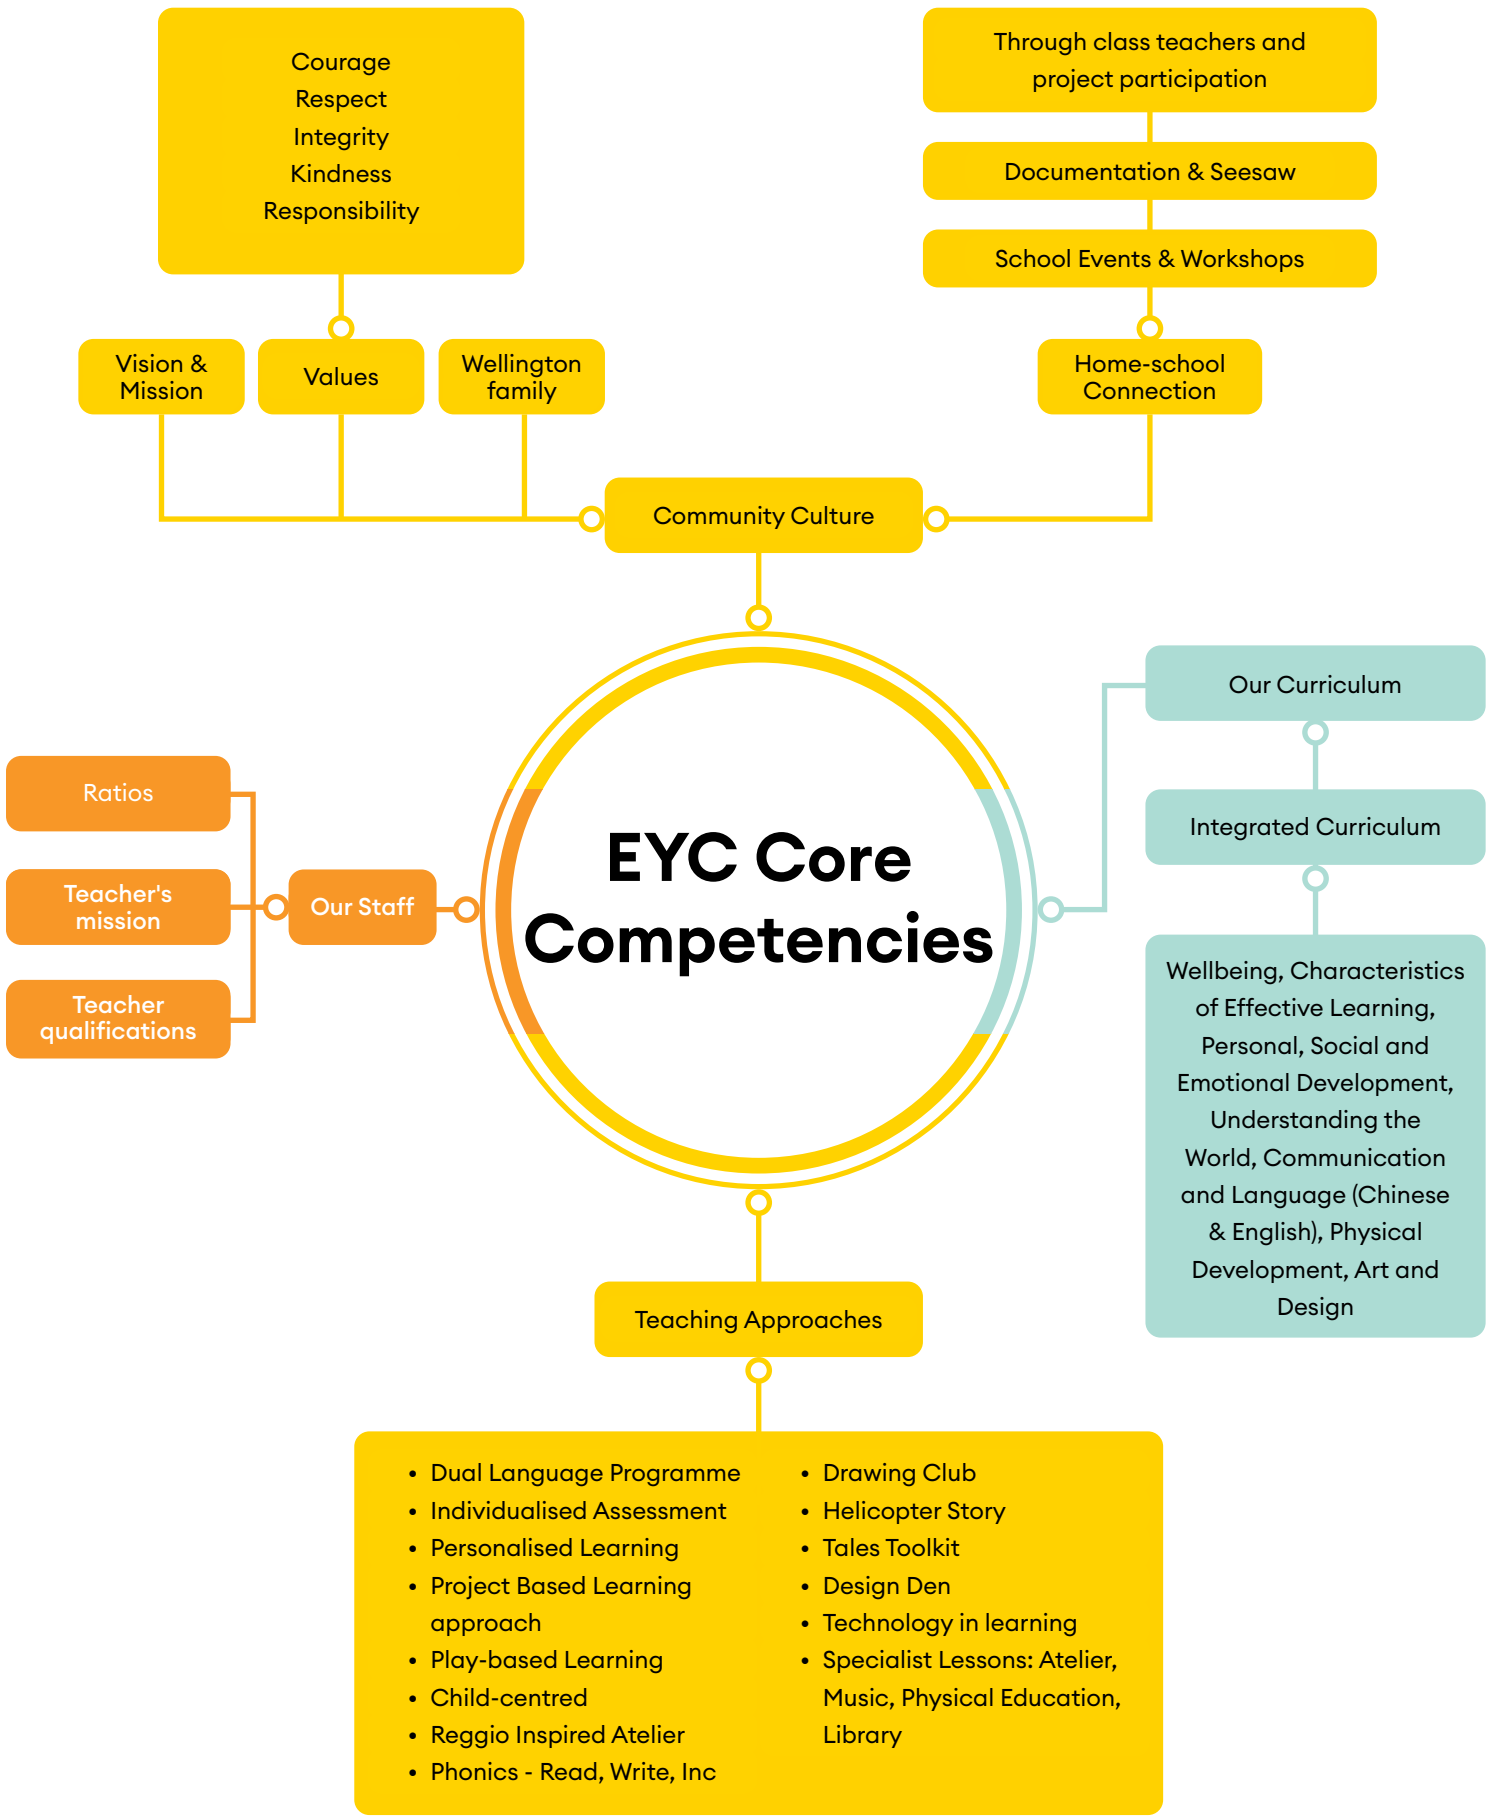 Courage
Respect
Integrity
Kindness
Responsibility
Through class teachers and
project participation
Documentation & Seesaw
School Events & Workshops
Vision &
Mission
Values
Wellington
family
Home-school
Connection
Community Culture
Our Curriculum
Integrated Curriculum
Wellbeing, Characteristics
of Effective Learning,
Personal, Social and
Emotional Development,
Understanding the
World, Communication
and Language (Chinese
& English), Physical
Development, Art and
Design
Ratios
Teacher's
mission
Teacher
qualifications
Our Staff
EYC Core
Competencies
Teaching Approaches
• Dual Language Programme
• Individualised Assessment
• Personalised Learning
• Project Based Learning
approach
• Play-based Learning
• Child-centred
• Reggio Inspired Atelier
• Phonics - Read, Write, Inc
• Drawing Club
• Helicopter Story
• Tales Toolkit
• Design Den
• Technology in learning
• Specialist Lessons: Atelier,
Music, Physical Education,
Library